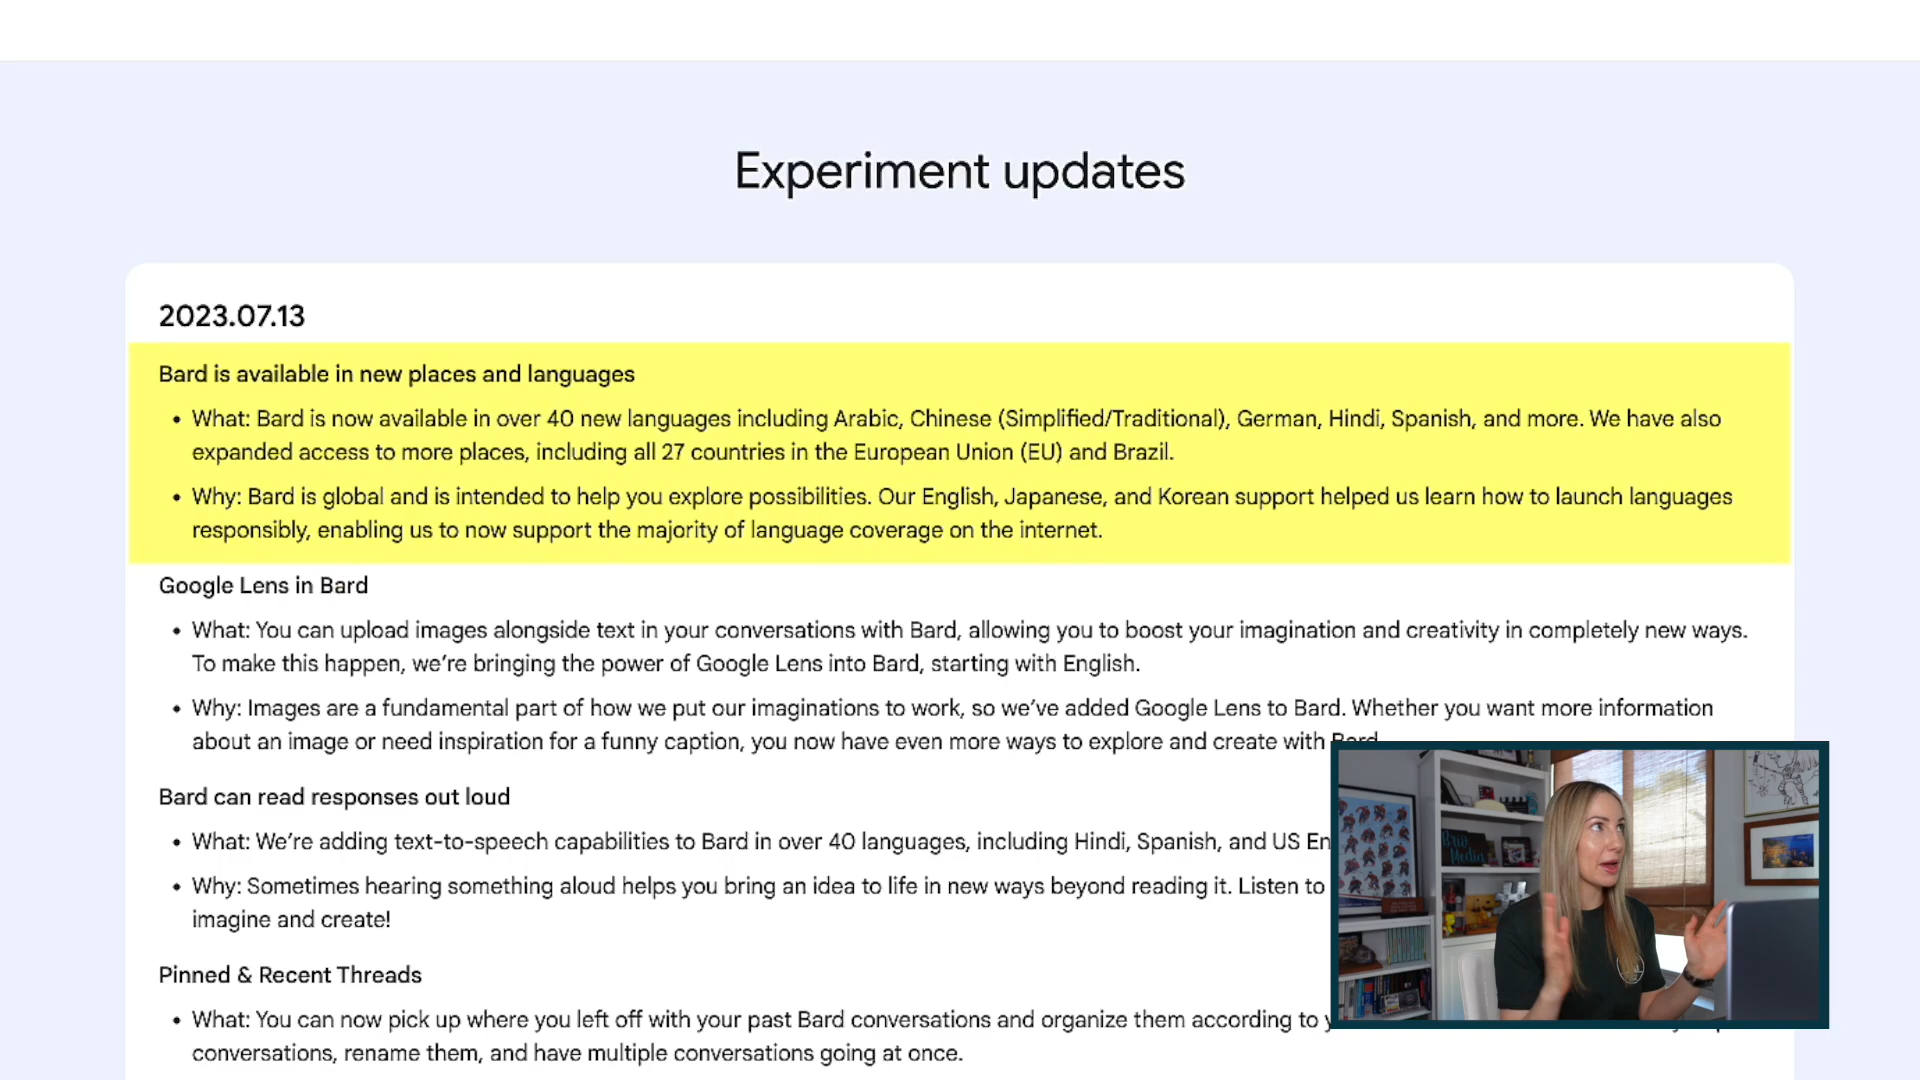 Experiment updates
2023.07.13
Bard is available in new places and languages
• What: Bard is now available in over 40 new languages including Arabic, Chinese (Simplified/Traditional), German, Hindi, Spanish, and more. We have also
expanded access to more places, including all 27 countries in the European Union (EU) and Brazil.
• Why: Bard is global and is intended to help you explore possibilities. Our English, Japanese, and Korean support helped us learn how to launch languages
responsibly, enabling us to now support the majority of language coverage on the internet.
Google Lens in Bard
• What: You can upload images alongside text in your conversations with Bard, allowing you to boost your imagination and creativity in completely new ways.
To make this happen, we’re bringing the power of Google Lens into Bard, starting with English.
• Why: Images are a fundamental part of how we put our imaginations to work, so we’ve added Google Lens to Bard. Whether you want more information
about an image or need inspiration for a funny caption, you now have even more ways to explore and create with Bard.
Bard can read responses out loud
• What: We’re adding text-to-speech capabilities to Bard in over 40 languages, including Hindi, Spanish, and US
• Why: Sometimes hearing something aloud helps you bring an idea to life in new ways beyond reading it. Listen to
imagine and create!
Pinned & Recent Threads
• What: You can now pick up where you left off with your past Bard conversations and organize them according to
conversations, rename them, and have multiple conversations going at once.
Brio
Media